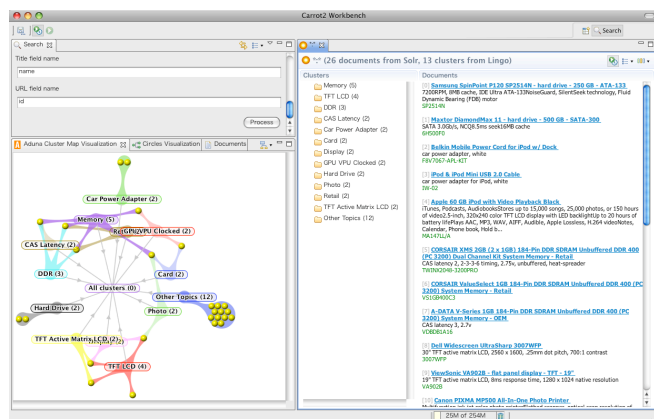 Carrot2 Workbench
Search
Search
Title field name
name
URL field name
id
Process
Aduna Cluster Map Visualization
Circles Visualization
Documents
Car Power Adapter (2)
Memory (5)
GPU VPU Clocked (2)
CAS Latency (2)
DDR (3)
Card (2)
All clusters (0)
Other Topics (12)
Hard Drive (2)
Photo (2)
TFT Active Matrix LCD (2)
TFT LCD (4)
*:* (26 documents from Solr, 13 clusters from Lingo)
Clusters
Memory (5)
TFT LCD (4)
DDR (3)
CAS Latency (2)
Car Power Adapter (2)
Card (2)
Display (2)
GPU VPU Clocked (2)
Hard Drive (2)
Photo (2)
Retail (2)
TFT Active Matrix LCD (2)
Other Topics (12)
Documents
[0] Samsung SpinPoint P120 SP2514N - hard drive - 250 GB - ATA-133
7200RPM, 8MB cache, IDE Ultra ATA-133NoiseGuard, SilentSeek technology, Fluid
Dynamic Bearing (FDB) motor
SP2514N
[1] Maxtor DiamondMax 11 - hard drive - 500 GB - SATA-300
SATA 3.0Gb/s, NCQ8.5ms seek16MB cache
6H500F0
[2] Belkin Mobile Power Cord for iPod w/ Dock
car power adapter, white
F8V7067-APL-KIT
[3] iPod & iPod Mini USB 2.0 Cable
car power adapter for iPod, white
IW-02
[4] Apple 60 GB iPod with Video Playback Black
iTunes, Podcasts, AudiobooksStores up to 15,000 songs, 25,000 photos, or 150 hours
of video2.5-inch, 320x240 color TFT LCD display with LED backlightUp to 20 hours of
battery lifePlays AAC, MP3, WAV, AIFF, Audible, Apple Lossless, H.264 videoNotes,
Calendar, Phone book, Hold b...
MA147LL/A
[5] CORSAIR XMS 2GB (2 x 1GB) 184-Pin DDR SDRAM Unbuffered DDR 400
(PC 3200) Dual Channel Kit System Memory - Retail
CAS latency 2, 2-3-3-6 timing, 2.75v, unbuffered, heat-spreader
TWINX2048-3200PRO
[6] CORSAIR ValueSelect 1GB 184-Pin DDR SDRAM Unbuffered DDR 400 (PC
3200) System Memory - Retail
VS1GB400C3
[7] A-DATA V-Series 1GB 184-Pin DDR SDRAM Unbuffered DDR 400 (PC
3200) System Memory - OEM
CAS latency 3, 2.7v
VDBDB1A16
[8] Dell Widescreen UltraSharp 3007WFP
30" TFT active matrix LCD, 2560 x 1600, .25mm dot pitch, 700:1 contrast
3007WFP
[9] ViewSonic VA902B - flat panel display - TFT - 19"
19" TFT active matrix LCD, 8ms response time, 1280 x 1024 native resolution
VA902B
[10] Canon PIXMA MP500 All-In-One Photo Printer
25M of 254M